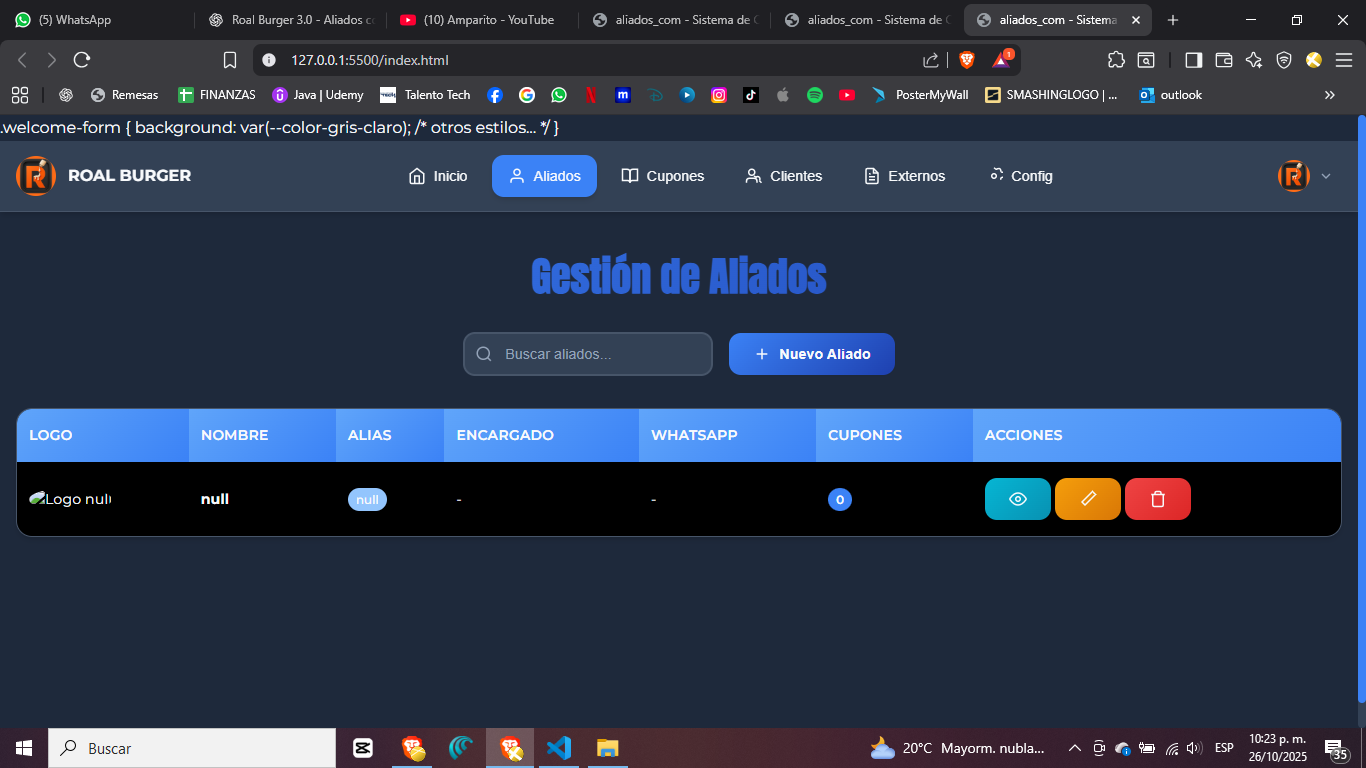 (5) WhatsApp
Roal Burger 3.0 - Aliados c
(10) Amparito - YouTube
aliados_com - Sistema de
aliados_com - Sistema de
aliados_com - Sistema
127.0.0.1:5500/index.html
1
Remesas
FINANZAS
Java | Udemy
Talento Tech
PosterMyWall
SMASHINGLOGO | ...
outlook
.welcome-form { background: var(--color-gris-claro); /* otros estilos... */ }
ROAL BURGER
Inicio
Aliados
Cupones
Clientes
Externos
Config
Gestión de Aliados
Buscar aliados...
Nuevo Aliado
LOGO
NOMBRE
ALIAS
ENCARGADO
WHATSAPP
CUPONES
ACCIONES
Logo nul
null
null
-
-
0
Buscar
20°C Mayorm. nubla...
ESP
10:23 p. m.
26/10/2025
35